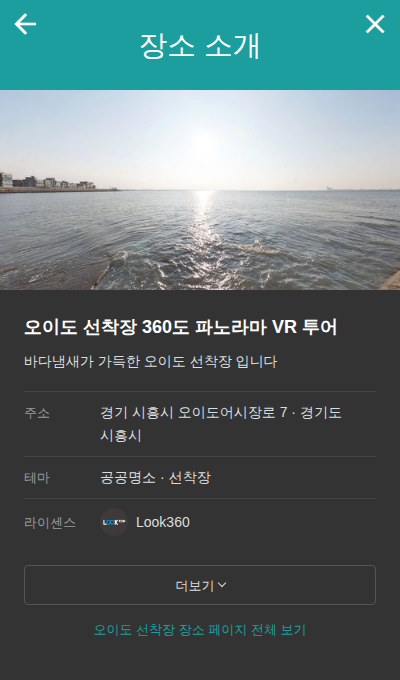 장소 소개
오이도 선착장 360도 파노라마 VR 투어
바다냄새가 가득한 오이도 선착장 입니다
주소 경기 시흥시 오이도어시장로 7 · 경기도
시흥시
테마 공공명소 · 선착장
라이센스 LOOK Look360
더보기
오이도 선착장 장소 페이지 전체 보기